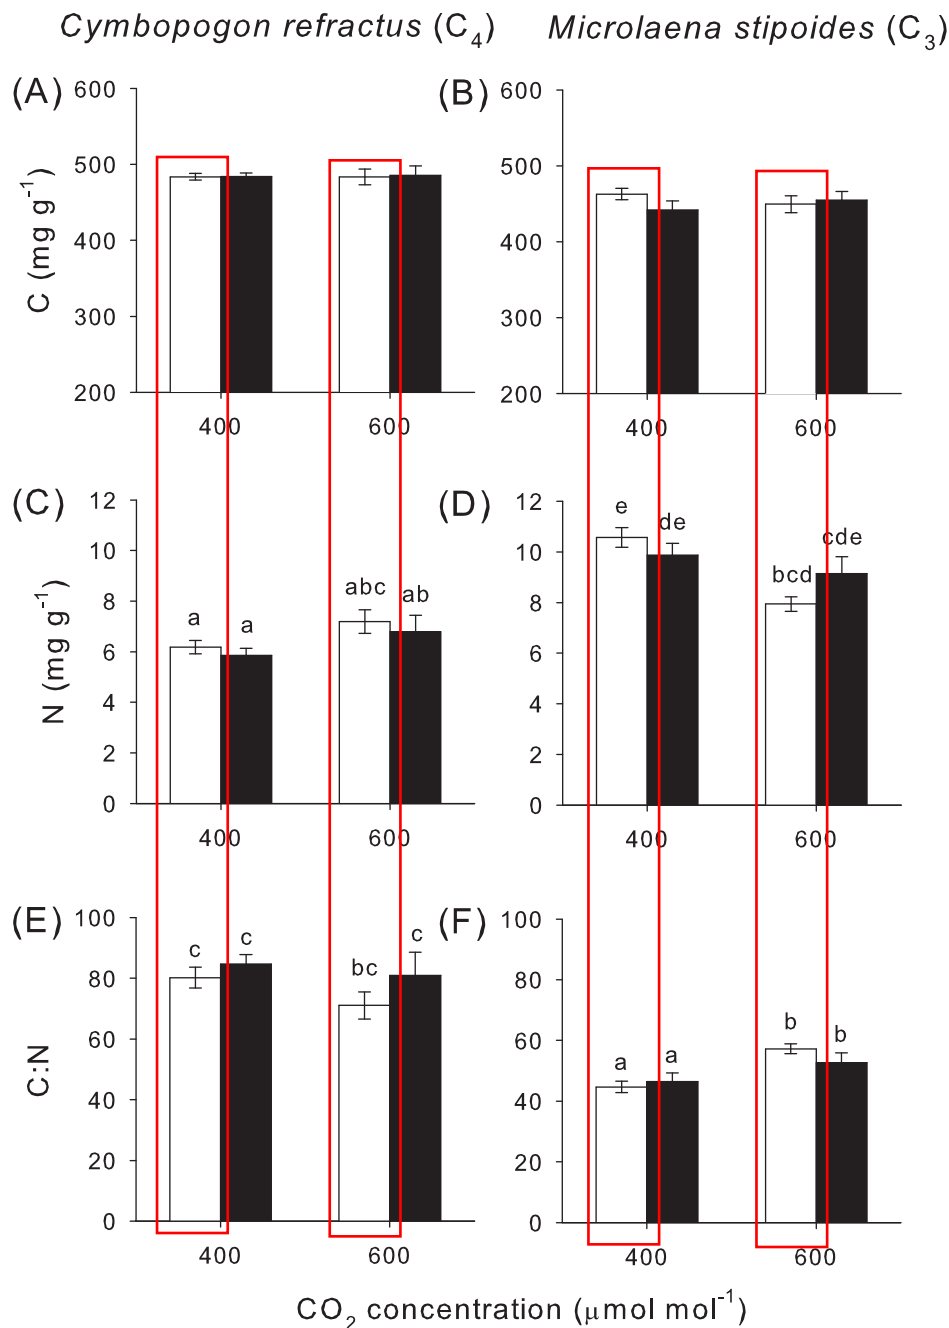 Cymbopogon refractus (C₄) Microlaena stipoides (C₃)
(A) (B)
600 600
500 500
400 400
300 300
200 200
C (mg g⁻¹)
400 600 400 600
(C) (D)
12 12
10 10
8 8
6 6
4 4
2 2
0 0
N (mg g⁻¹)
a a abc ab e de bcd cde
400 600 400 600
(E) (F)
100 100
80 80
60 60
40 40
20 20
0 0
C:N
c c bc c a a b b
400 600 400 600
CO₂ concentration (μmol mol⁻¹)